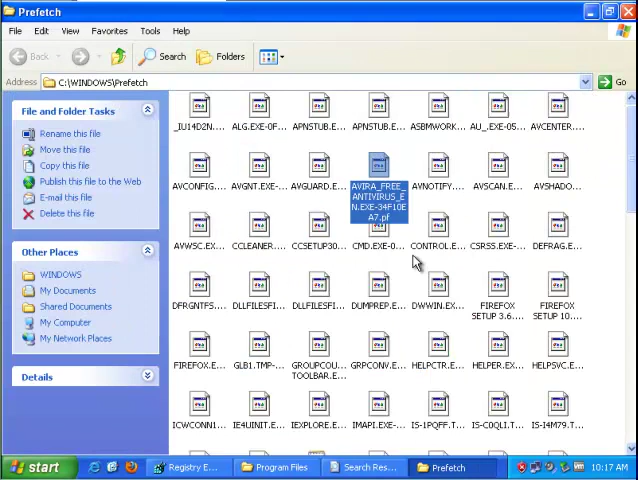 Prefetch
File Edit View Favorites Tools Help
Back Search Folders
Address C:\WINDOWS\Prefetch Go
File and Folder Tasks
Rename this file
Move this file
Copy this file
Publish this file to the Web
E-mail this file
Delete this file
Other Places
WINDOWS
My Documents
Shared Documents
My Computer
My Network Places
Details
_IU14D2N.... ALG.EXE-0F... APNSTUB.E... APNSTUB.E... ASBMWORK... AU_.EXE-05... AVCENTER....
AVCONFIG.... AVGNT.EXE-... AVGUARD.E... AVIRA_FREE_ AVNOTIFY.... AVSCAN.E... AVSHADO...
ANTIVIRUS_E
N.EXE-34F10E
A7.pf
AVWSC.EX... CCLEANER.... CCSETUP30... CMD.EXE-0... CONTROL.E... CSRSS.EXE-... DEFRAG.E...
DFRGNTFS.... DLLFILESFI... DLLFILESFI... DUMPREP.E... DWWIN.EX... FIREFOX FIREFOX
SETUP 3.6.... SETUP 10....
FIREFOX.E... GLB1.TMP-... GROUPCOU... GRPCONV.E... HELPCTR.E... HELPER.EX... HELPSVC.E...
TOOLBAR.E...
ICWCONN1... IE4UINIT.E... IEXPLORE.E... IMAPI.EXE-... IS-1PQFF.T... IS-C0QLI.T... IS-I4M79.T...
start Registry E... Program Files Search Res... Prefetch 10:17 AM